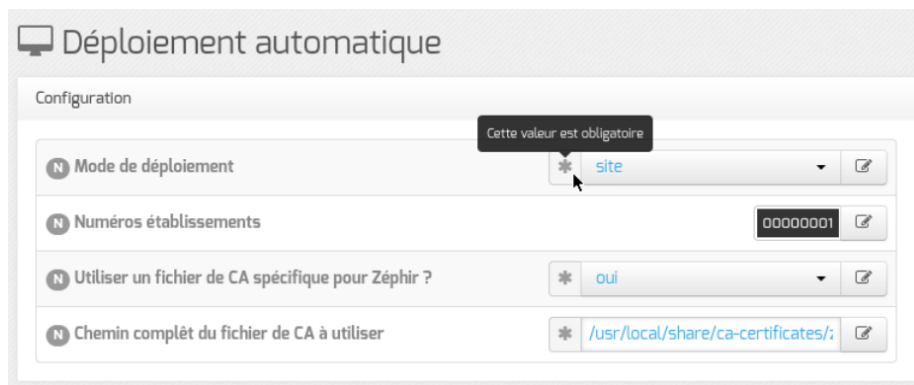 Déploiement automatique
Configuration
Cette valeur est obligatoire
N Mode de déploiement * site
N Numéros établissements 00000001
N Utiliser un fichier de CA spécifique pour Zéphir ? * oui
N Chemin complêt du fichier de CA à utiliser * /usr/local/share/ca-certificates/